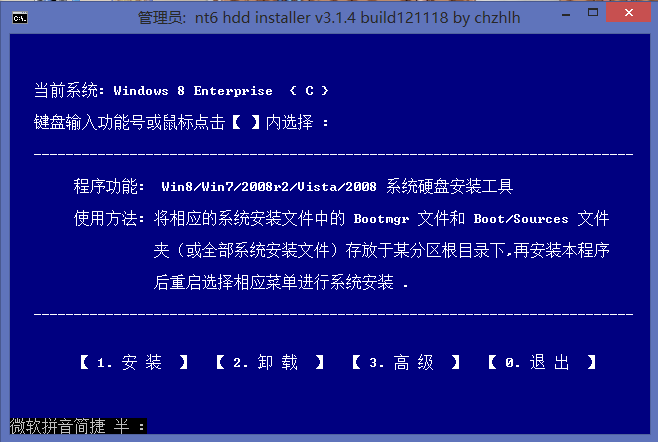 管理员: nt6 hdd installer v3.1.4 build121118 by chzhlh
当前系统: Windows 8 Enterprise ( C )
键盘输入功能号或鼠标点击【 】内选择 :
程序功能: Win8/Win7/2008r2/Vista/2008 系统硬盘安装工具
使用方法: 将相应的系统安装文件中的 Bootmgr 文件和 Boot/Sources 文件
夹（或全部系统安装文件）存放于某分区根目录下,再安装本程序
后重启选择相应菜单进行系统安装 .
【 1. 安 装 】 【 2. 卸 载 】 【 3. 高 级 】 【 0. 退 出 】
微软拼音简捷 半 :